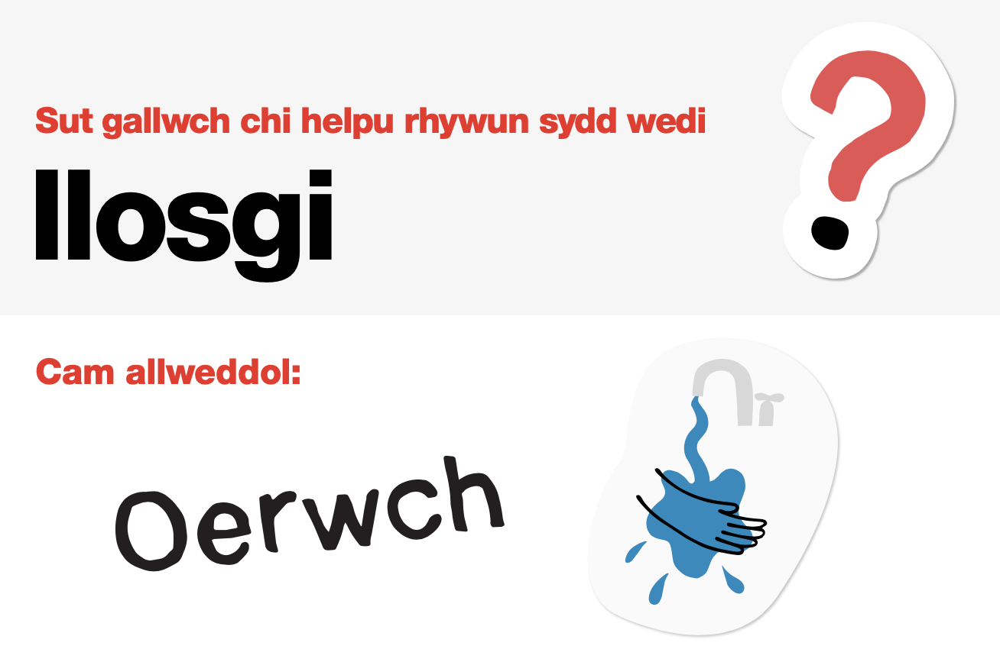 Sut gallwch chi helpu rhywun sydd wedi
llosgi
?
Cam allweddol:
Oerwch